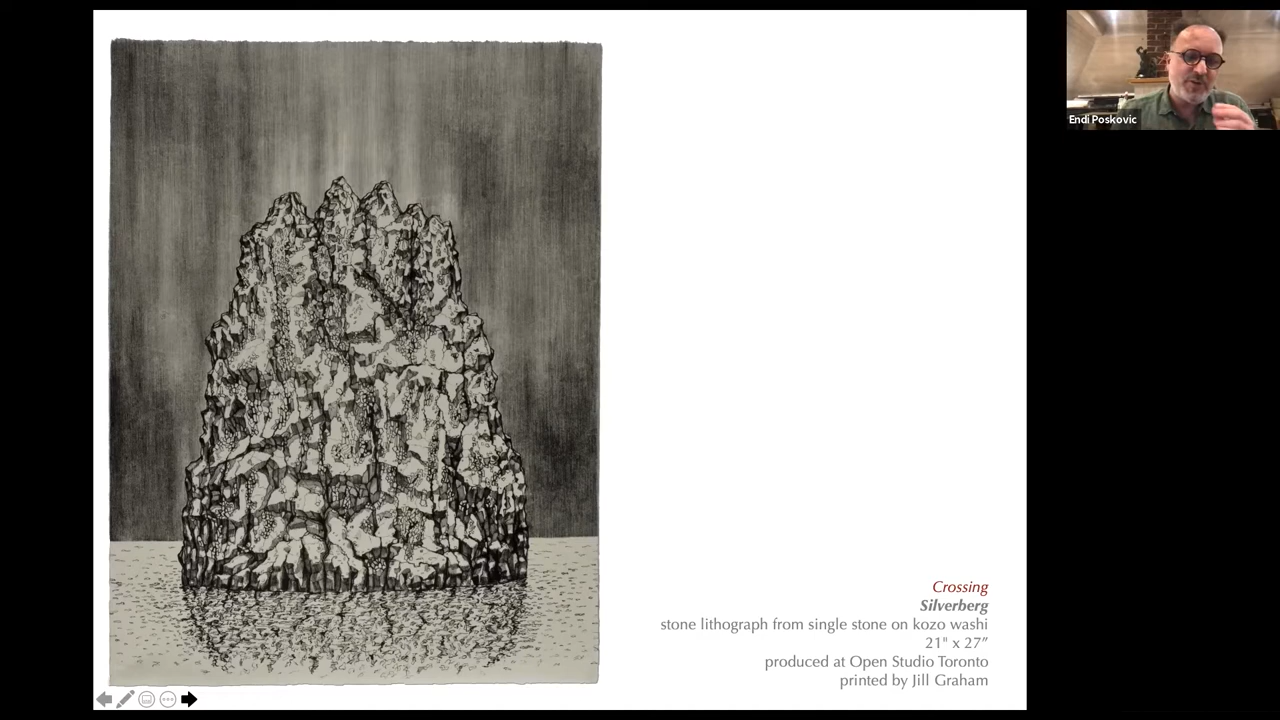 Endi Poskovic
Crossing
Silverberg
stone lithograph from single stone on kozo washi
21" x 27”
produced at Open Studio Toronto
printed by Jill Graham